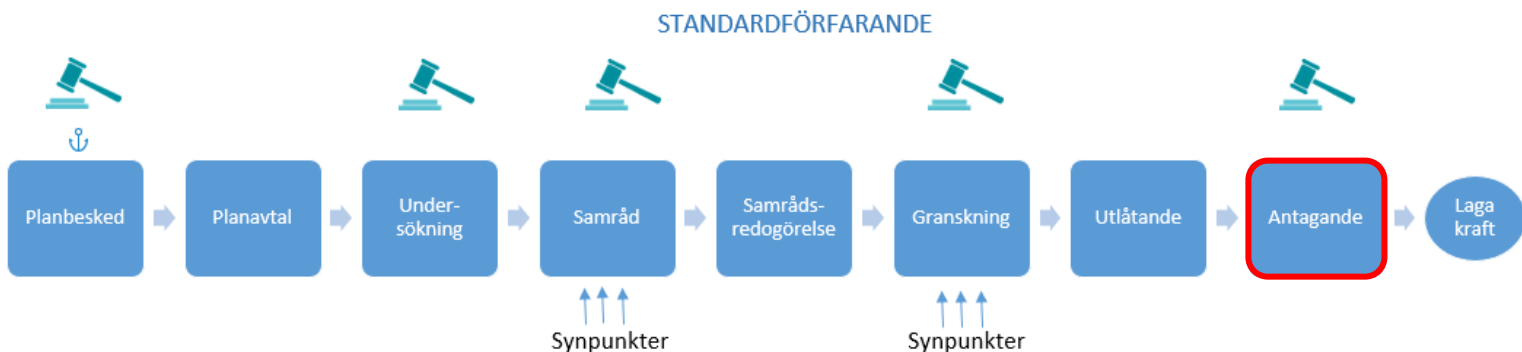 STANDARDFÖRFARANDE
Planbesked
Planavtal
Under-
sökning
Samråd
Samråds-
redogörelse
Granskning
Utlåtande
Antagande
Laga
kraft
Synpunkter
Synpunkter